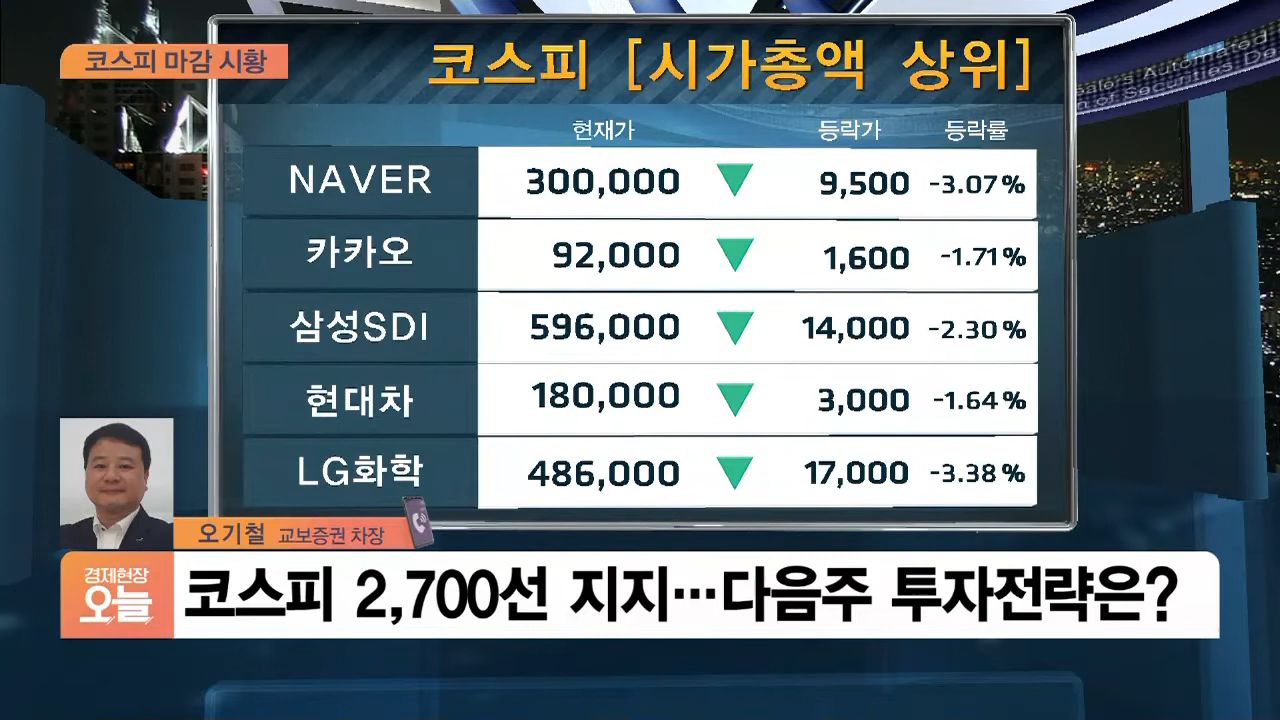 코스피 마감 시황
코스피 [시가총액 상위]
현재가 등락가 등락률
NAVER 300,000 ▼ 9,500 -3.07%
카카오 92,000 ▼ 1,600 -1.71%
삼성SDI 596,000 ▼ 14,000 -2.30%
현대차 180,000 ▼ 3,000 -1.64%
LG화학 486,000 ▼ 17,000 -3.38%
오기철 교보증권 차장
경제현장
오늘
코스피 2,700선 지지…다음주 투자전략은?